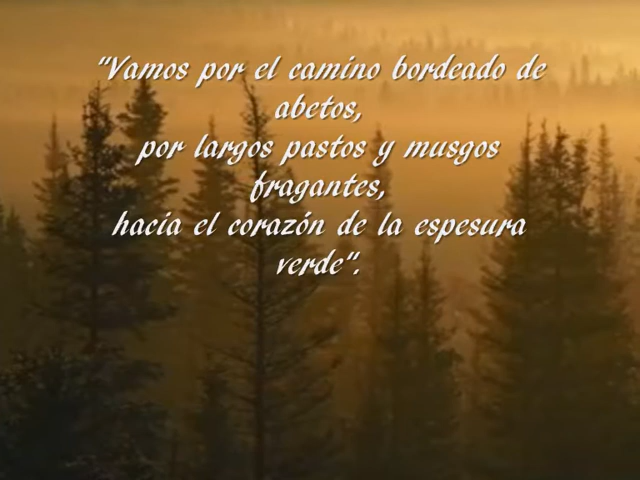 "Vamos por el camino bordeado de
abetos,
por largos pastos y musgos
fragantes,
hacia el corazón de la espesura
verde".